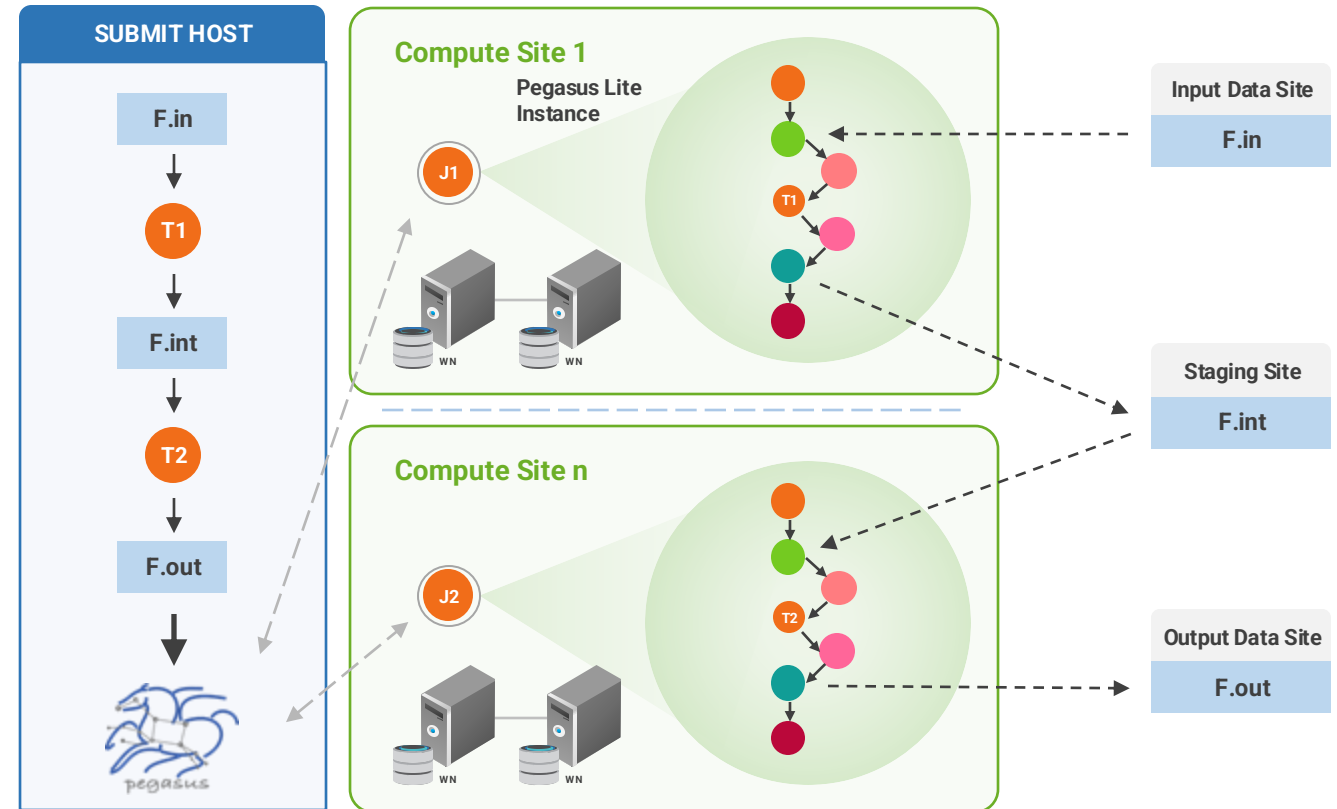 SUBMIT HOST
F.in
T1
F.int
T2
F.out
pegasus
Compute Site 1
Pegasus Lite
Instance
J1
T1
WN
WN
Compute Site n
J2
T2
WN
WN
Input Data Site
F.in
Staging Site
F.int
Output Data Site
F.out